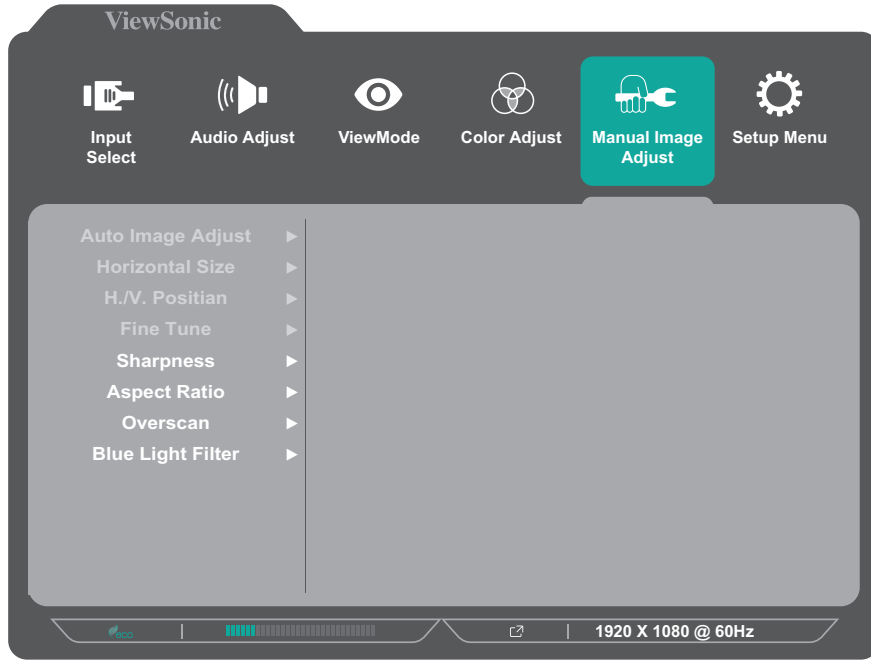 ViewSonic
Input
Select
Audio Adjust
ViewMode
Color Adjust
Manual Image
Adjust
Setup Menu
Auto Image Adjust
Horizontal Size
H./V. Positian
Fine Tune
Sharpness
Aspect Ratio
Overscan
Blue Light Filter
eco
1920 X 1080 @ 60Hz